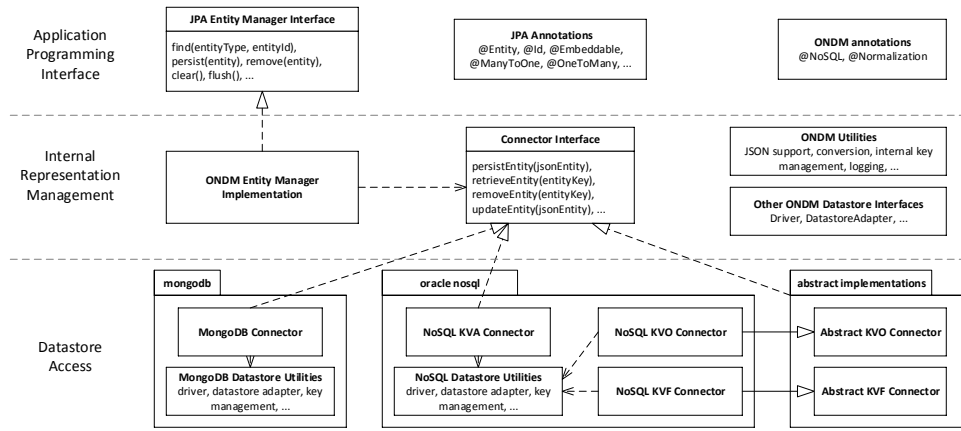 Application
Programming
Interface
JPA Entity Manager Interface
find(entityType, entityId),
persist(entity), remove(entity),
clear(), flush(), ...
JPA Annotations
@Entity, @Id, @Embeddable,
@ManyToOne, @OneToMany, ...
ONDM annotations
@NoSQL, @Normalization
Internal
Representation
Management
ONDM Entity Manager
Implementation
Connector Interface
persistEntity(jsonEntity),
retrieveEntity(entityKey),
removeEntity(entityKey),
updateEntity(jsonEntity), ...
ONDM Utilities
JSON support, conversion, internal key
management, logging, ...
Other ONDM Datastore Interfaces
Driver, DatastoreAdapter, ...
Datastore
Access
mongodb
MongoDB Connector
MongoDB Datastore Utilities
driver, datastore adapter, key
management, ...
oracle nosql
NoSQL KVA Connector
NoSQL Datastore Utilities
driver, datastore adapter, key
management, ...
NoSQL KVO Connector
NoSQL KVF Connector
abstract implementations
Abstract KVO Connector
Abstract KVF Connector